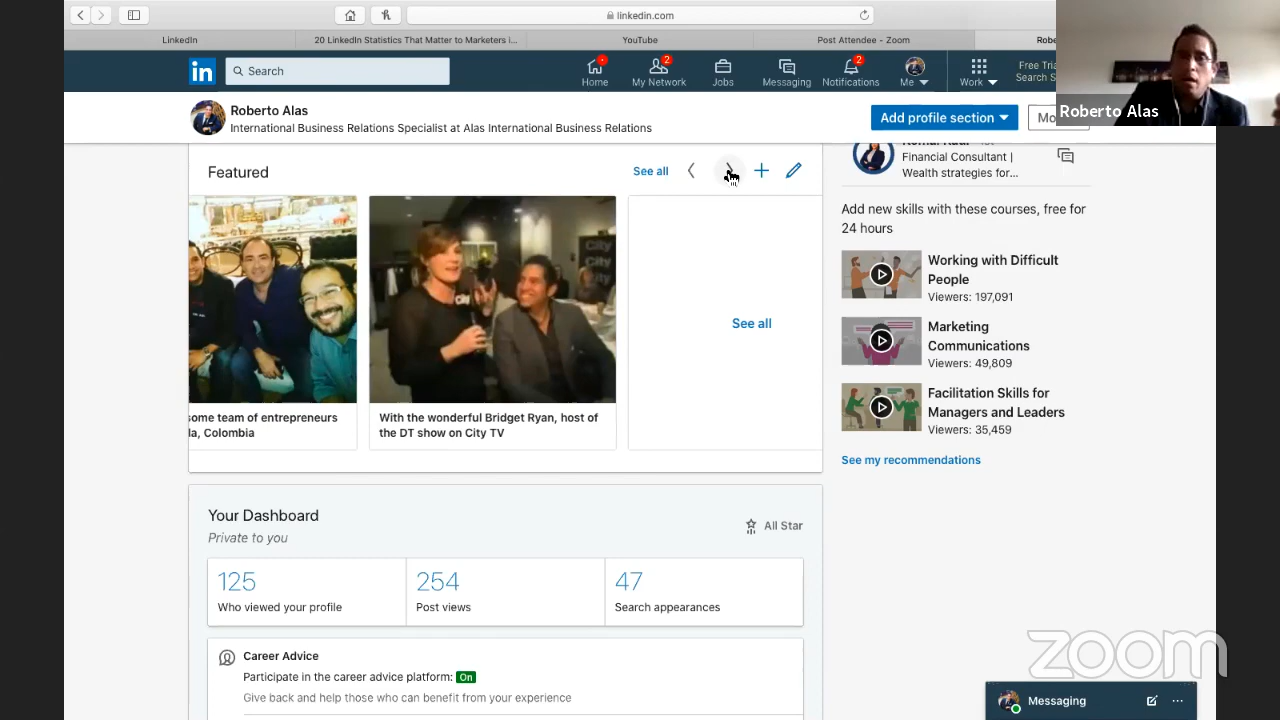 linkedin.com
LinkedIn
20 LinkedIn Statistics That Matter to Marketers i...
YouTube
Post Attendee - Zoom
Robe
in
Search
Home
2
My Network
Jobs
Messaging
2
Notifications
Me
Work
Free Tria
Search S
Roberto Alas
Roberto Alas
International Business Relations Specialist at Alas International Business Relations
Add profile section
Mo
Featured
See all
Financial Consultant |
Wealth strategies for...
Add new skills with these courses, free for
24 hours
Working with Difficult
People
Viewers: 197,091
Marketing
Communications
Viewers: 49,809
Facilitation Skills for
Managers and Leaders
Viewers: 35,459
See my recommendations
City
City
City
See all
some team of entrepreneurs
la, Colombia
With the wonderful Bridget Ryan, host of
the DT show on City TV
Your Dashboard
Private to you
All Star
125
Who viewed your profile
254
Post views
47
Search appearances
Career Advice
Participate in the career advice platform: On
Give back and help those who can benefit from your experience
zoom
Messaging